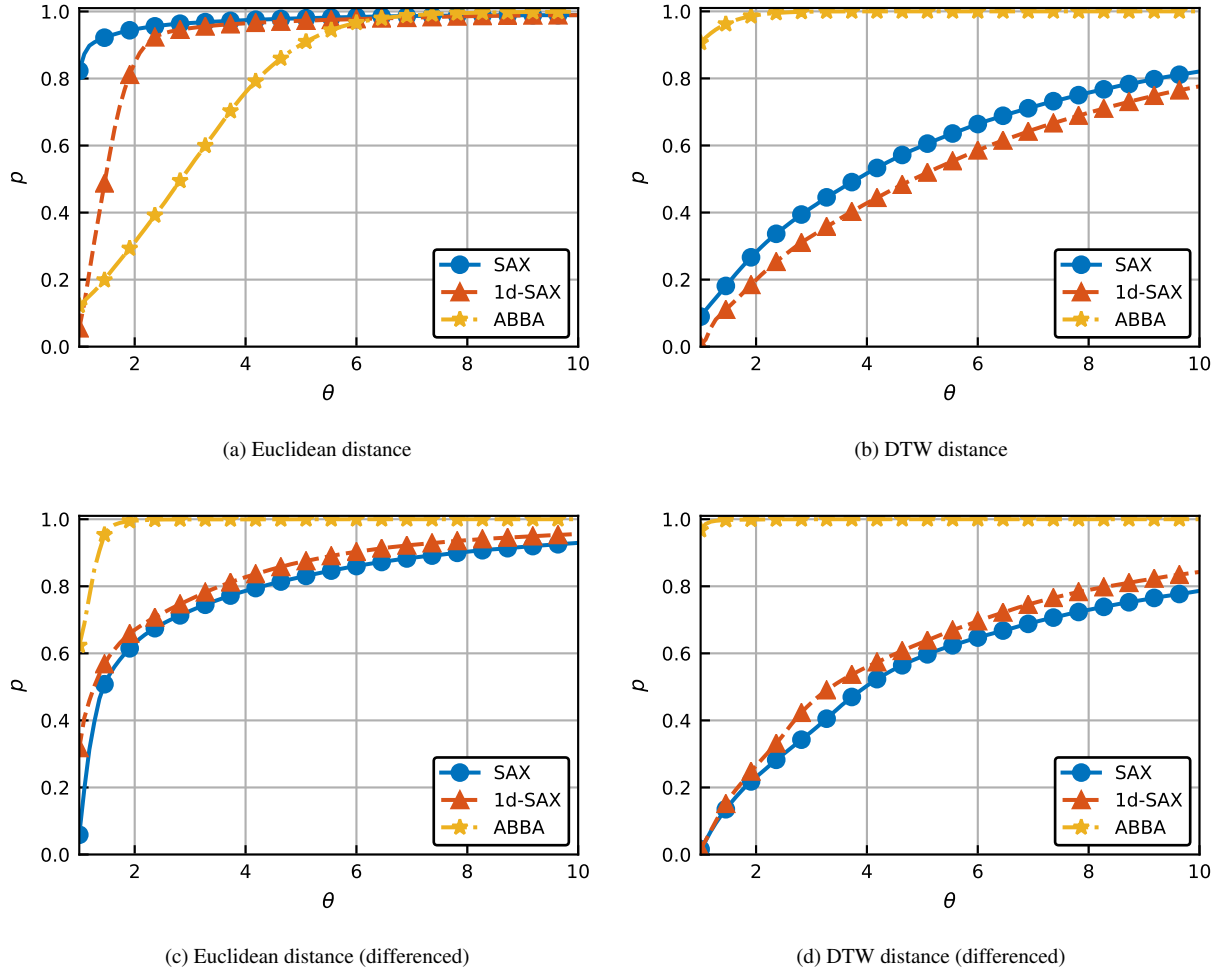 1.0
0.8
0.6
0.4
0.2
0.0
p
2 4 6 8 10
θ
SAX
1d-SAX
ABBA
(a) Euclidean distance
1.0
0.8
0.6
0.4
0.2
0.0
p
2 4 6 8 10
θ
SAX
1d-SAX
ABBA
(b) DTW distance
1.0
0.8
0.6
0.4
0.2
0.0
p
2 4 6 8 10
θ
SAX
1d-SAX
ABBA
(c) Euclidean distance (differenced)
1.0
0.8
0.6
0.4
0.2
0.0
p
2 4 6 8 10
θ
SAX
1d-SAX
ABBA
(d) DTW distance (differenced)